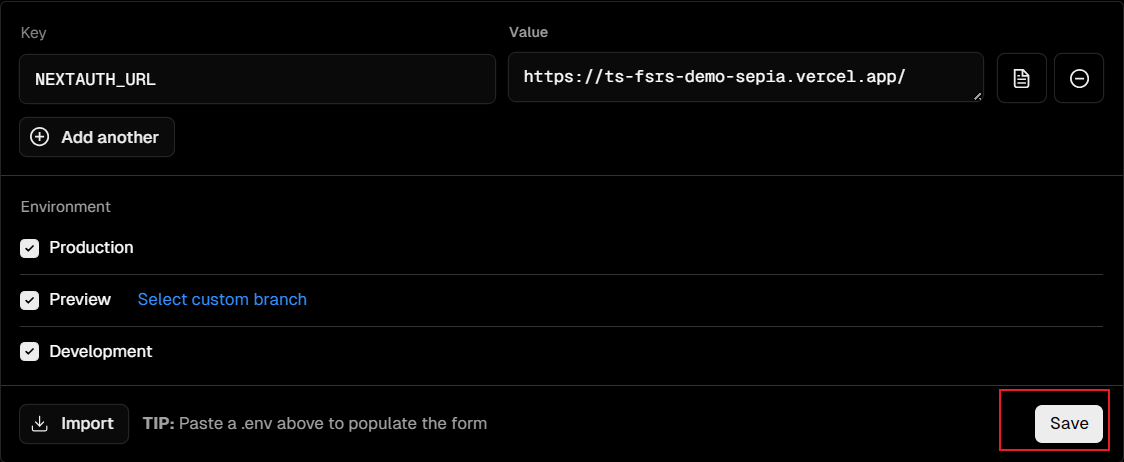 Key
Value
NEXTAUTH_URL
https://ts-fsrs-demo-sepia.vercel.app/
Add another
Environment
Production
Preview
Select custom branch
Development
Import
TIP: Paste a .env above to populate the form
Save